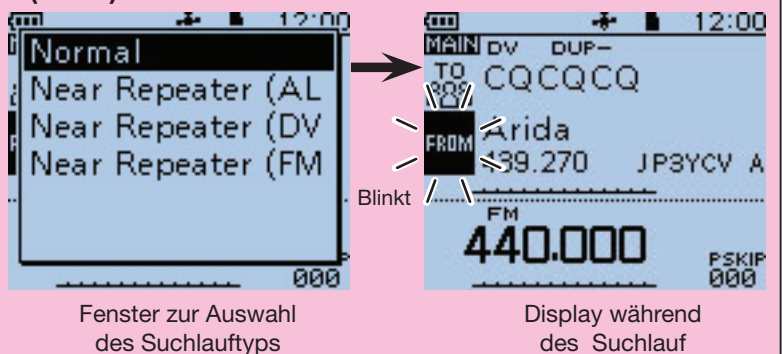 12:00
Normal
Near Repeater (AL
Near Repeater (DV
Near Repeater (FM
000
Fenster zur Auswahl
des Suchlauftyps
12:00
MAIN DV DUP–
TO
CQCQCQ
FROM
Arida
439.270 JP3YCV A
Blinkt
FM
440.000
PSKIP
000
Display während
des Suchlauf